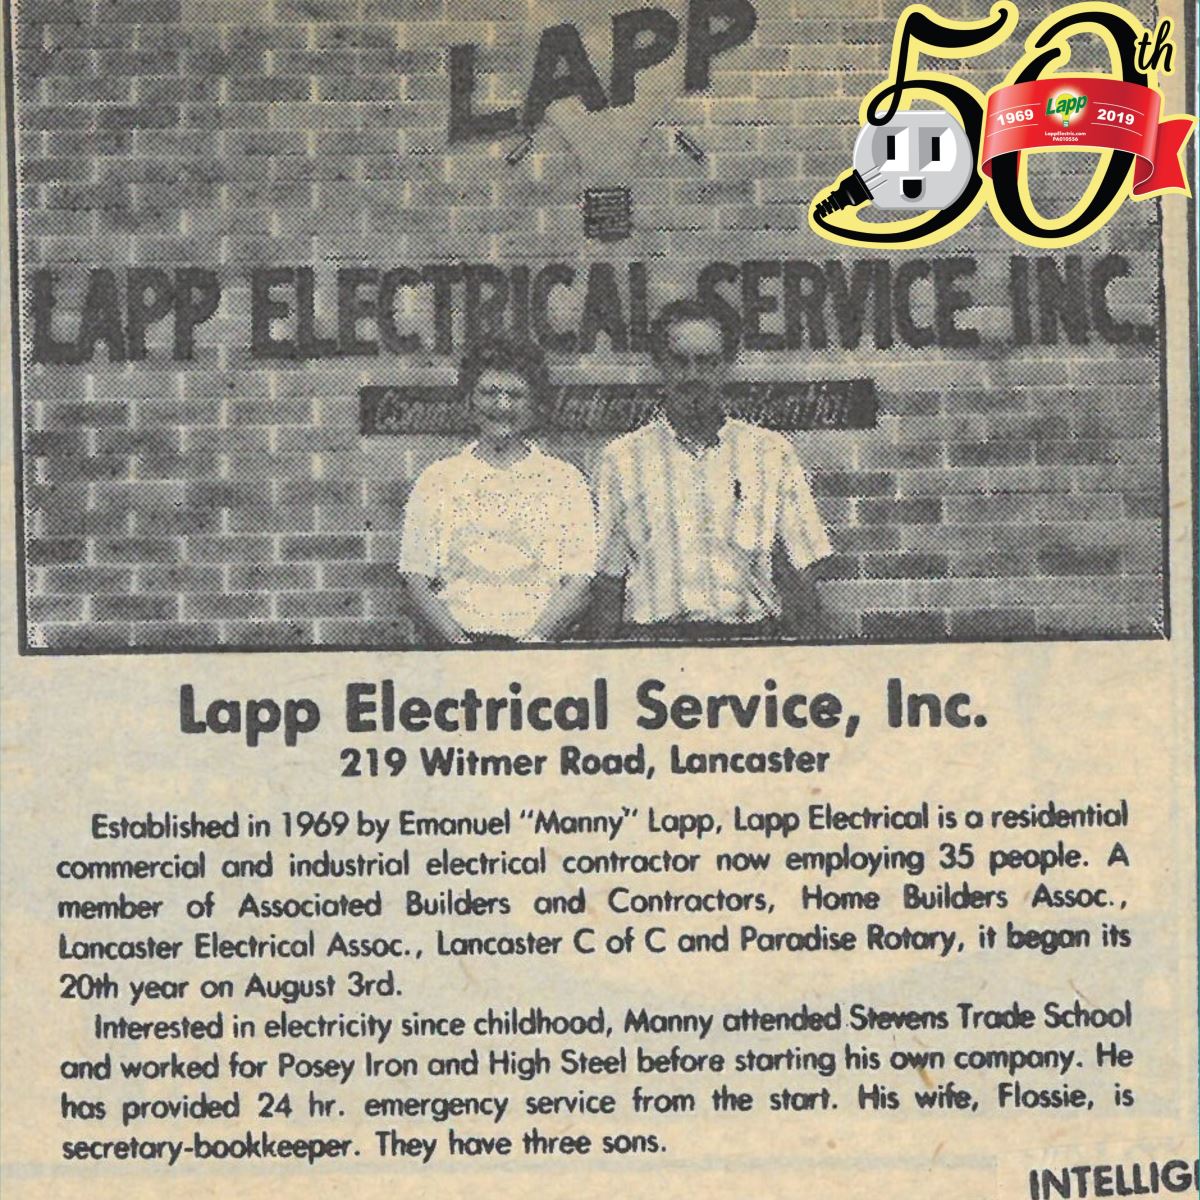 LAPP
50th
1969 Lapp 2019
LappElectric.com
PA010556
LAPP ELECTRICAL SERVICE INC.
Lapp Electrical Service, Inc.
219 Witmer Road, Lancaster
Established in 1969 by Emanuel "Manny" Lapp, Lapp Electrical is a residential
commercial and industrial electrical contractor now employing 35 people. A
member of Associated Builders and Contractors, Home Builders Assoc.,
Lancaster Electrical Assoc., Lancaster C of C and Paradise Rotary, it began its
20th year on August 3rd.
Interested in electricity since childhood, Manny attended Stevens Trade School
and worked for Posey Iron and High Steel before starting his own company. He
has provided 24 hr. emergency service from the start. His wife, Flossie, is
secretary-bookkeeper. They have three sons.
INTELLIG